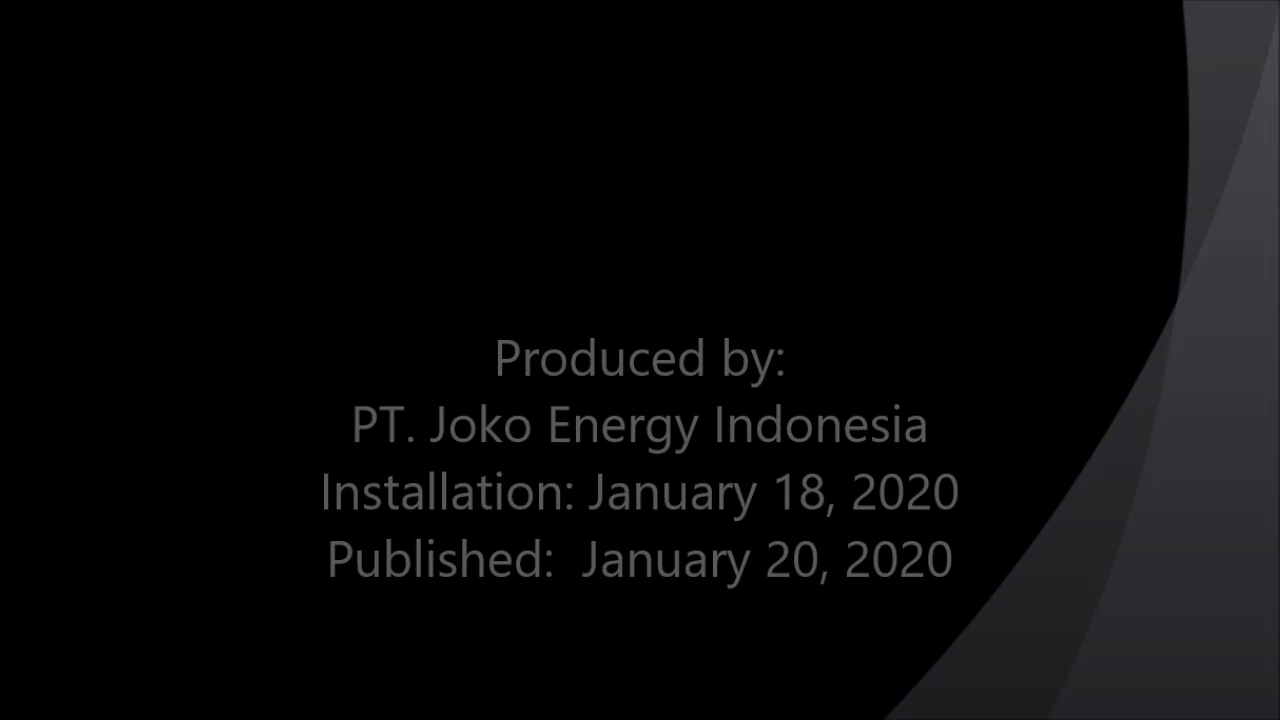 Produced by:
PT. Joko Energy Indonesia
Installation: January 18, 2020
Published:  January 20, 2020